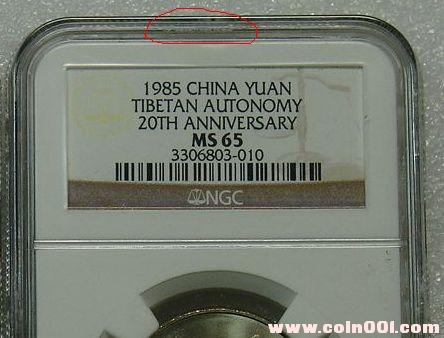 1985 CHINA YUAN
TIBETAN AUTONOMY
20TH ANNIVERSARY
MS 65
3306803-010
NGC
www.coin001.com